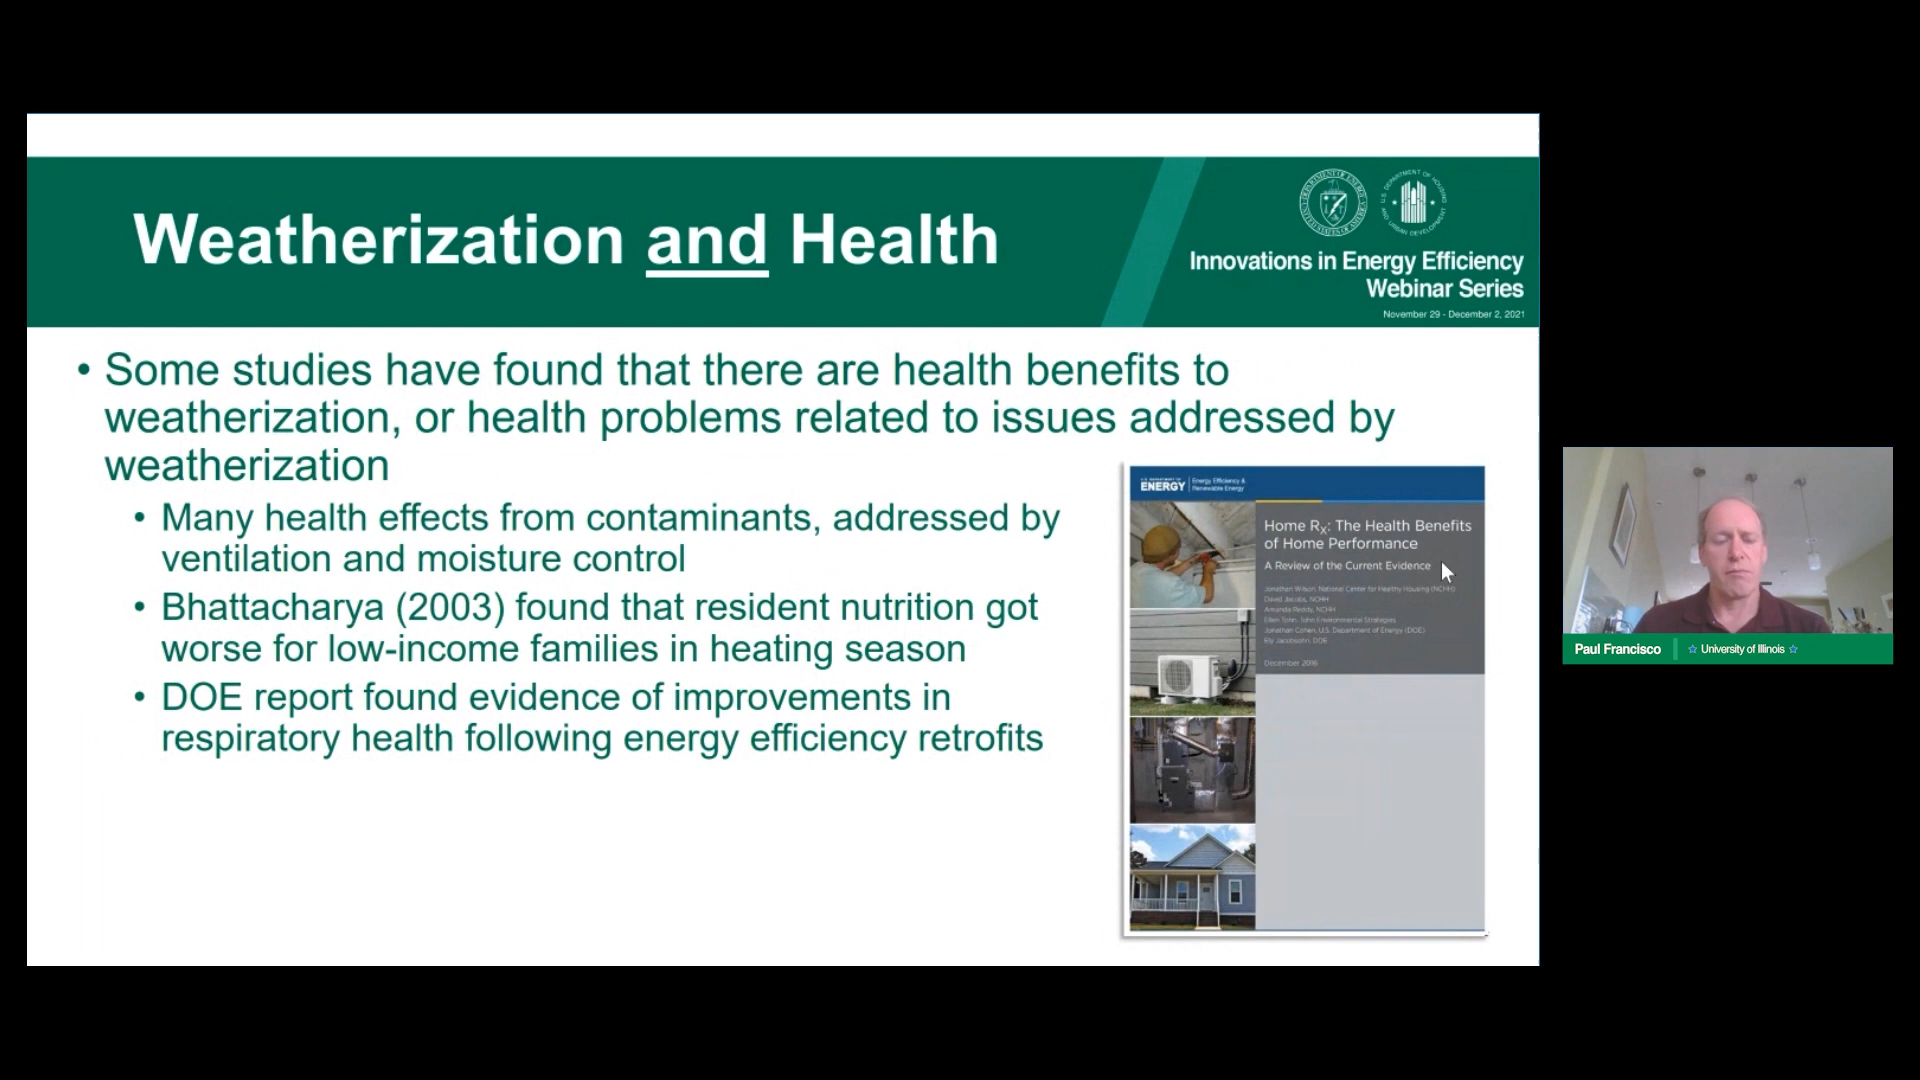 Weatherization and Health
Innovations in Energy Efficiency
Webinar Series
November 29 - December 2, 2021
• Some studies have found that there are health benefits to
weatherization, or health problems related to issues addressed by
weatherization
• Many health effects from contaminants, addressed by
ventilation and moisture control
• Bhattacharya (2003) found that resident nutrition got
worse for low-income families in heating season
• DOE report found evidence of improvements in
respiratory health following energy efficiency retrofits
U.S. DEPARTMENT OF
ENERGY
Energy Efficiency &
Renewable Energy
Home Rx: The Health Benefits
of Home Performance
A Review of the Current Evidence
Jonathan Wilson, National Center for Healthy Housing (NCHH)
David Jacobs, NCHH
Amanda Reddy, NCHH
Ellen Tohn, Tohn Environmental Strategies
Jonathan Cohen, U.S. Department of Energy (DOE)
Ely Jacobsohn, DOE
December 2016
Paul Francisco
University of Illinois